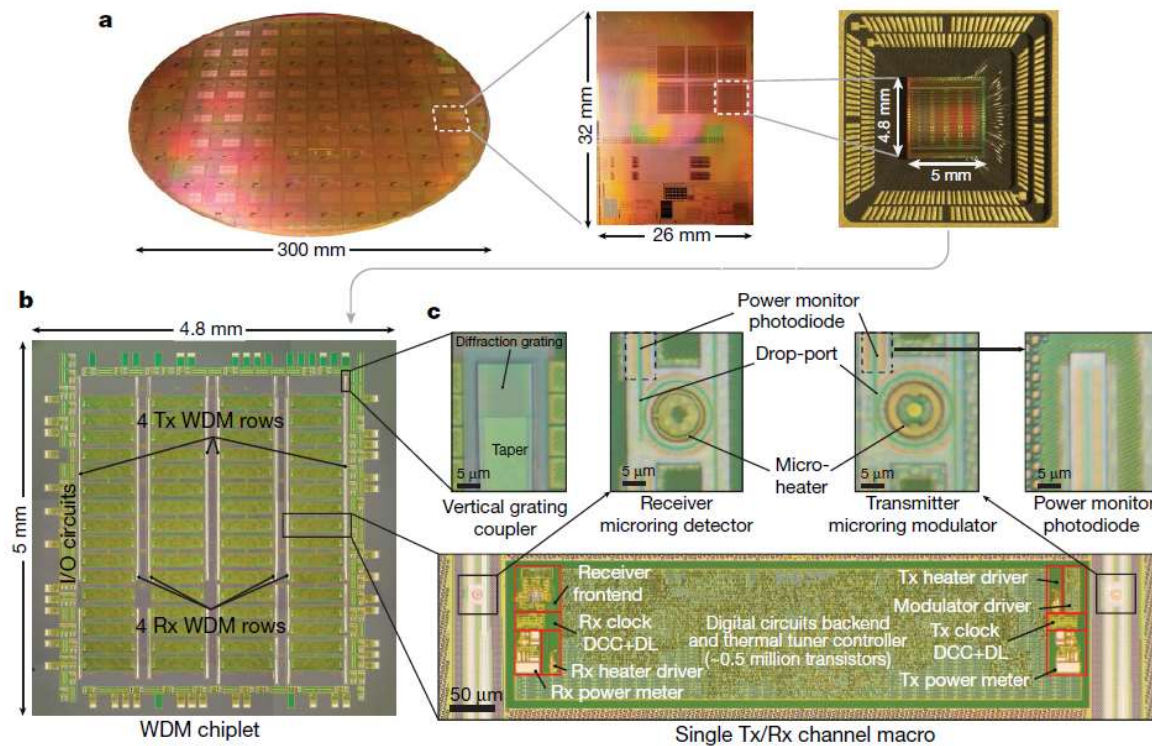 a
32 mm
4.8 mm
5 mm
300 mm
26 mm
b
c
4.8 mm
5 mm
4 Tx WDM rows
I/O circuits
4 Rx WDM rows
WDM chiplet
Power monitor
photodiode
Diffraction grating
Drop-port
Taper
Micro-
heater
5 μm
5 μm
5 μm
5 μm
Vertical grating
coupler
Receiver
microring detector
Transmitter
microring modulator
Power monitor
photodiode
Receiver
frontend
Rx clock
DCC+DL
Rx heater driver
Rx power meter
Digital circuits backend
and thermal tuner controller
(~0.5 million transistors)
Tx heater driver
Modulator driver
Tx clock
DCC+DL
Tx power meter
50 μm
Single Tx/Rx channel macro